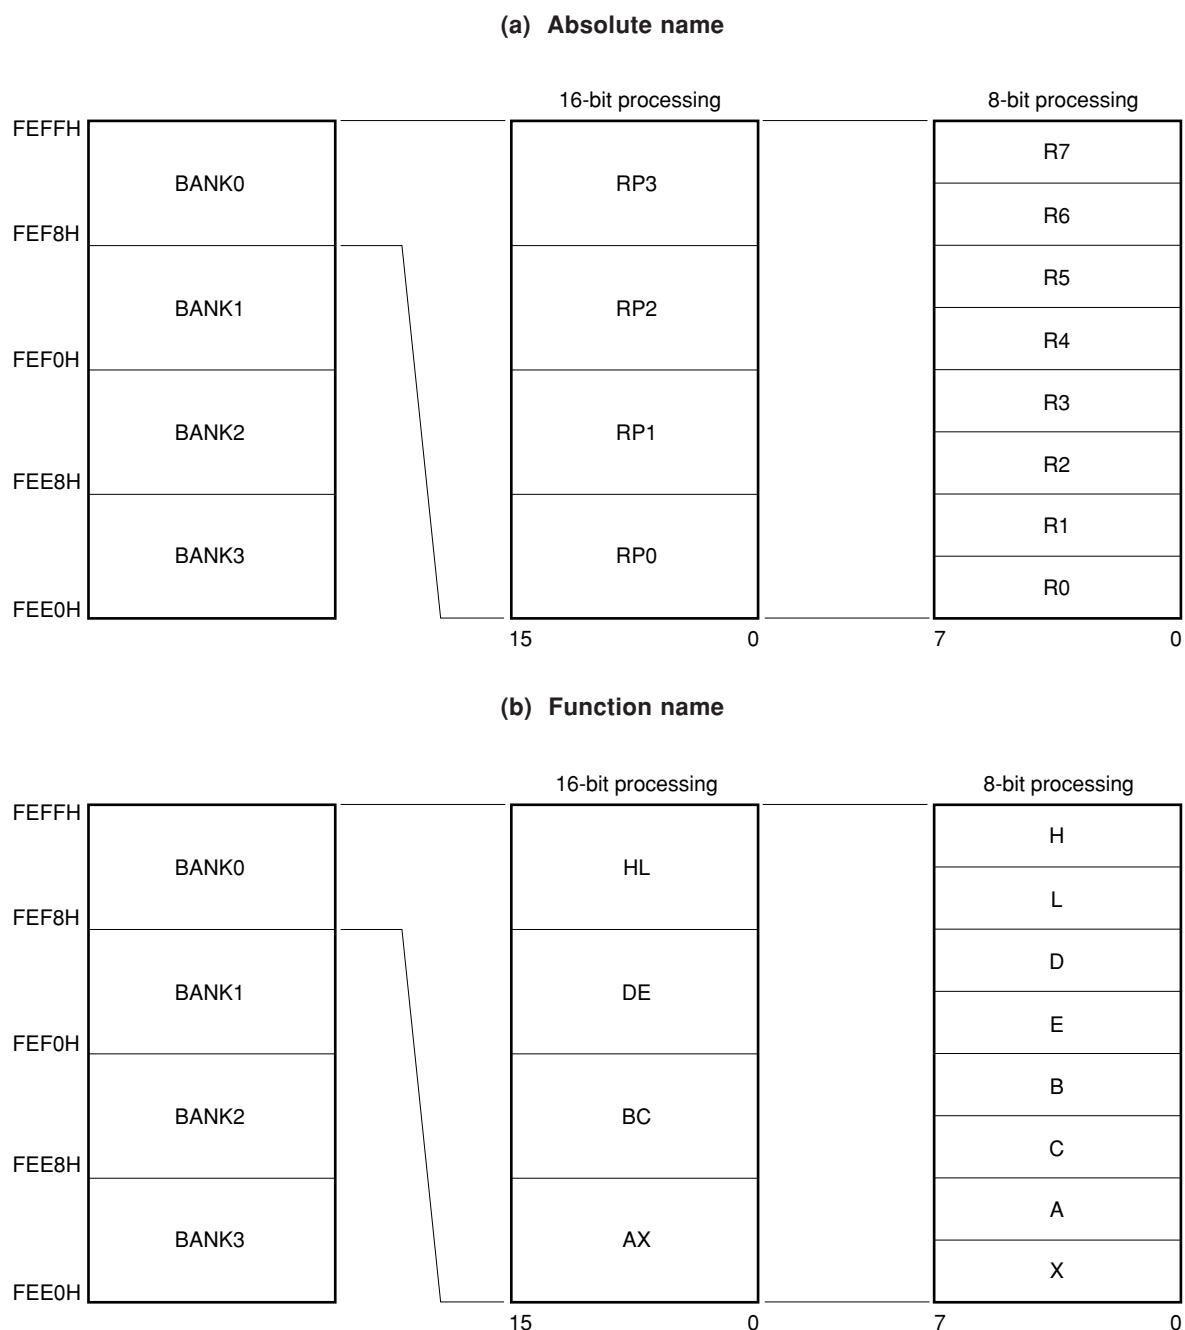 (a) Absolute name
16-bit processing 8-bit processing
FEFFH
BANK0 RP3 R7
R6
FEF8H
BANK1 RP2 R5
R4
FEF0H
BANK2 RP1 R3
R2
FEE8H
BANK3 RP0 R1
R0
FEE0H
15 0 7 0
(b) Function name
16-bit processing 8-bit processing
FEFFH
BANK0 HL H
L
FEF8H
BANK1 DE D
E
FEF0H
BANK2 BC B
C
FEE8H
BANK3 AX A
X
FEE0H
15 0 7 0